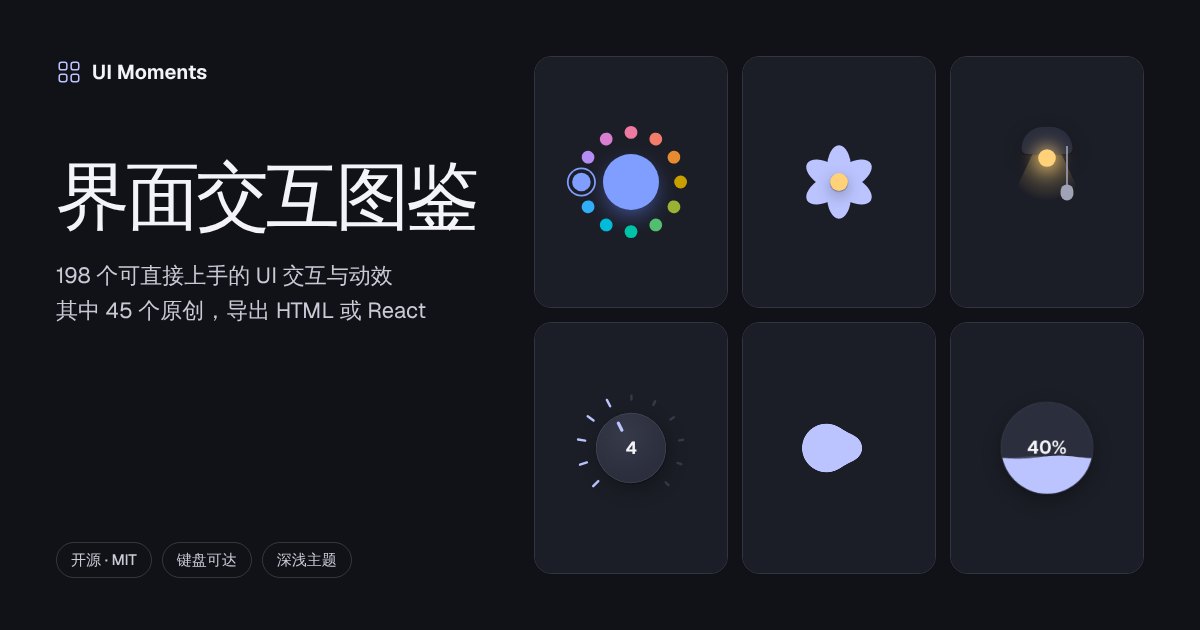 UI Moments
界面交互图鉴
198 个可直接上手的 UI 交互与动效
其中 45 个原创，导出 HTML 或 React
开源 · MIT
键盘可达
深浅主题
4
40%